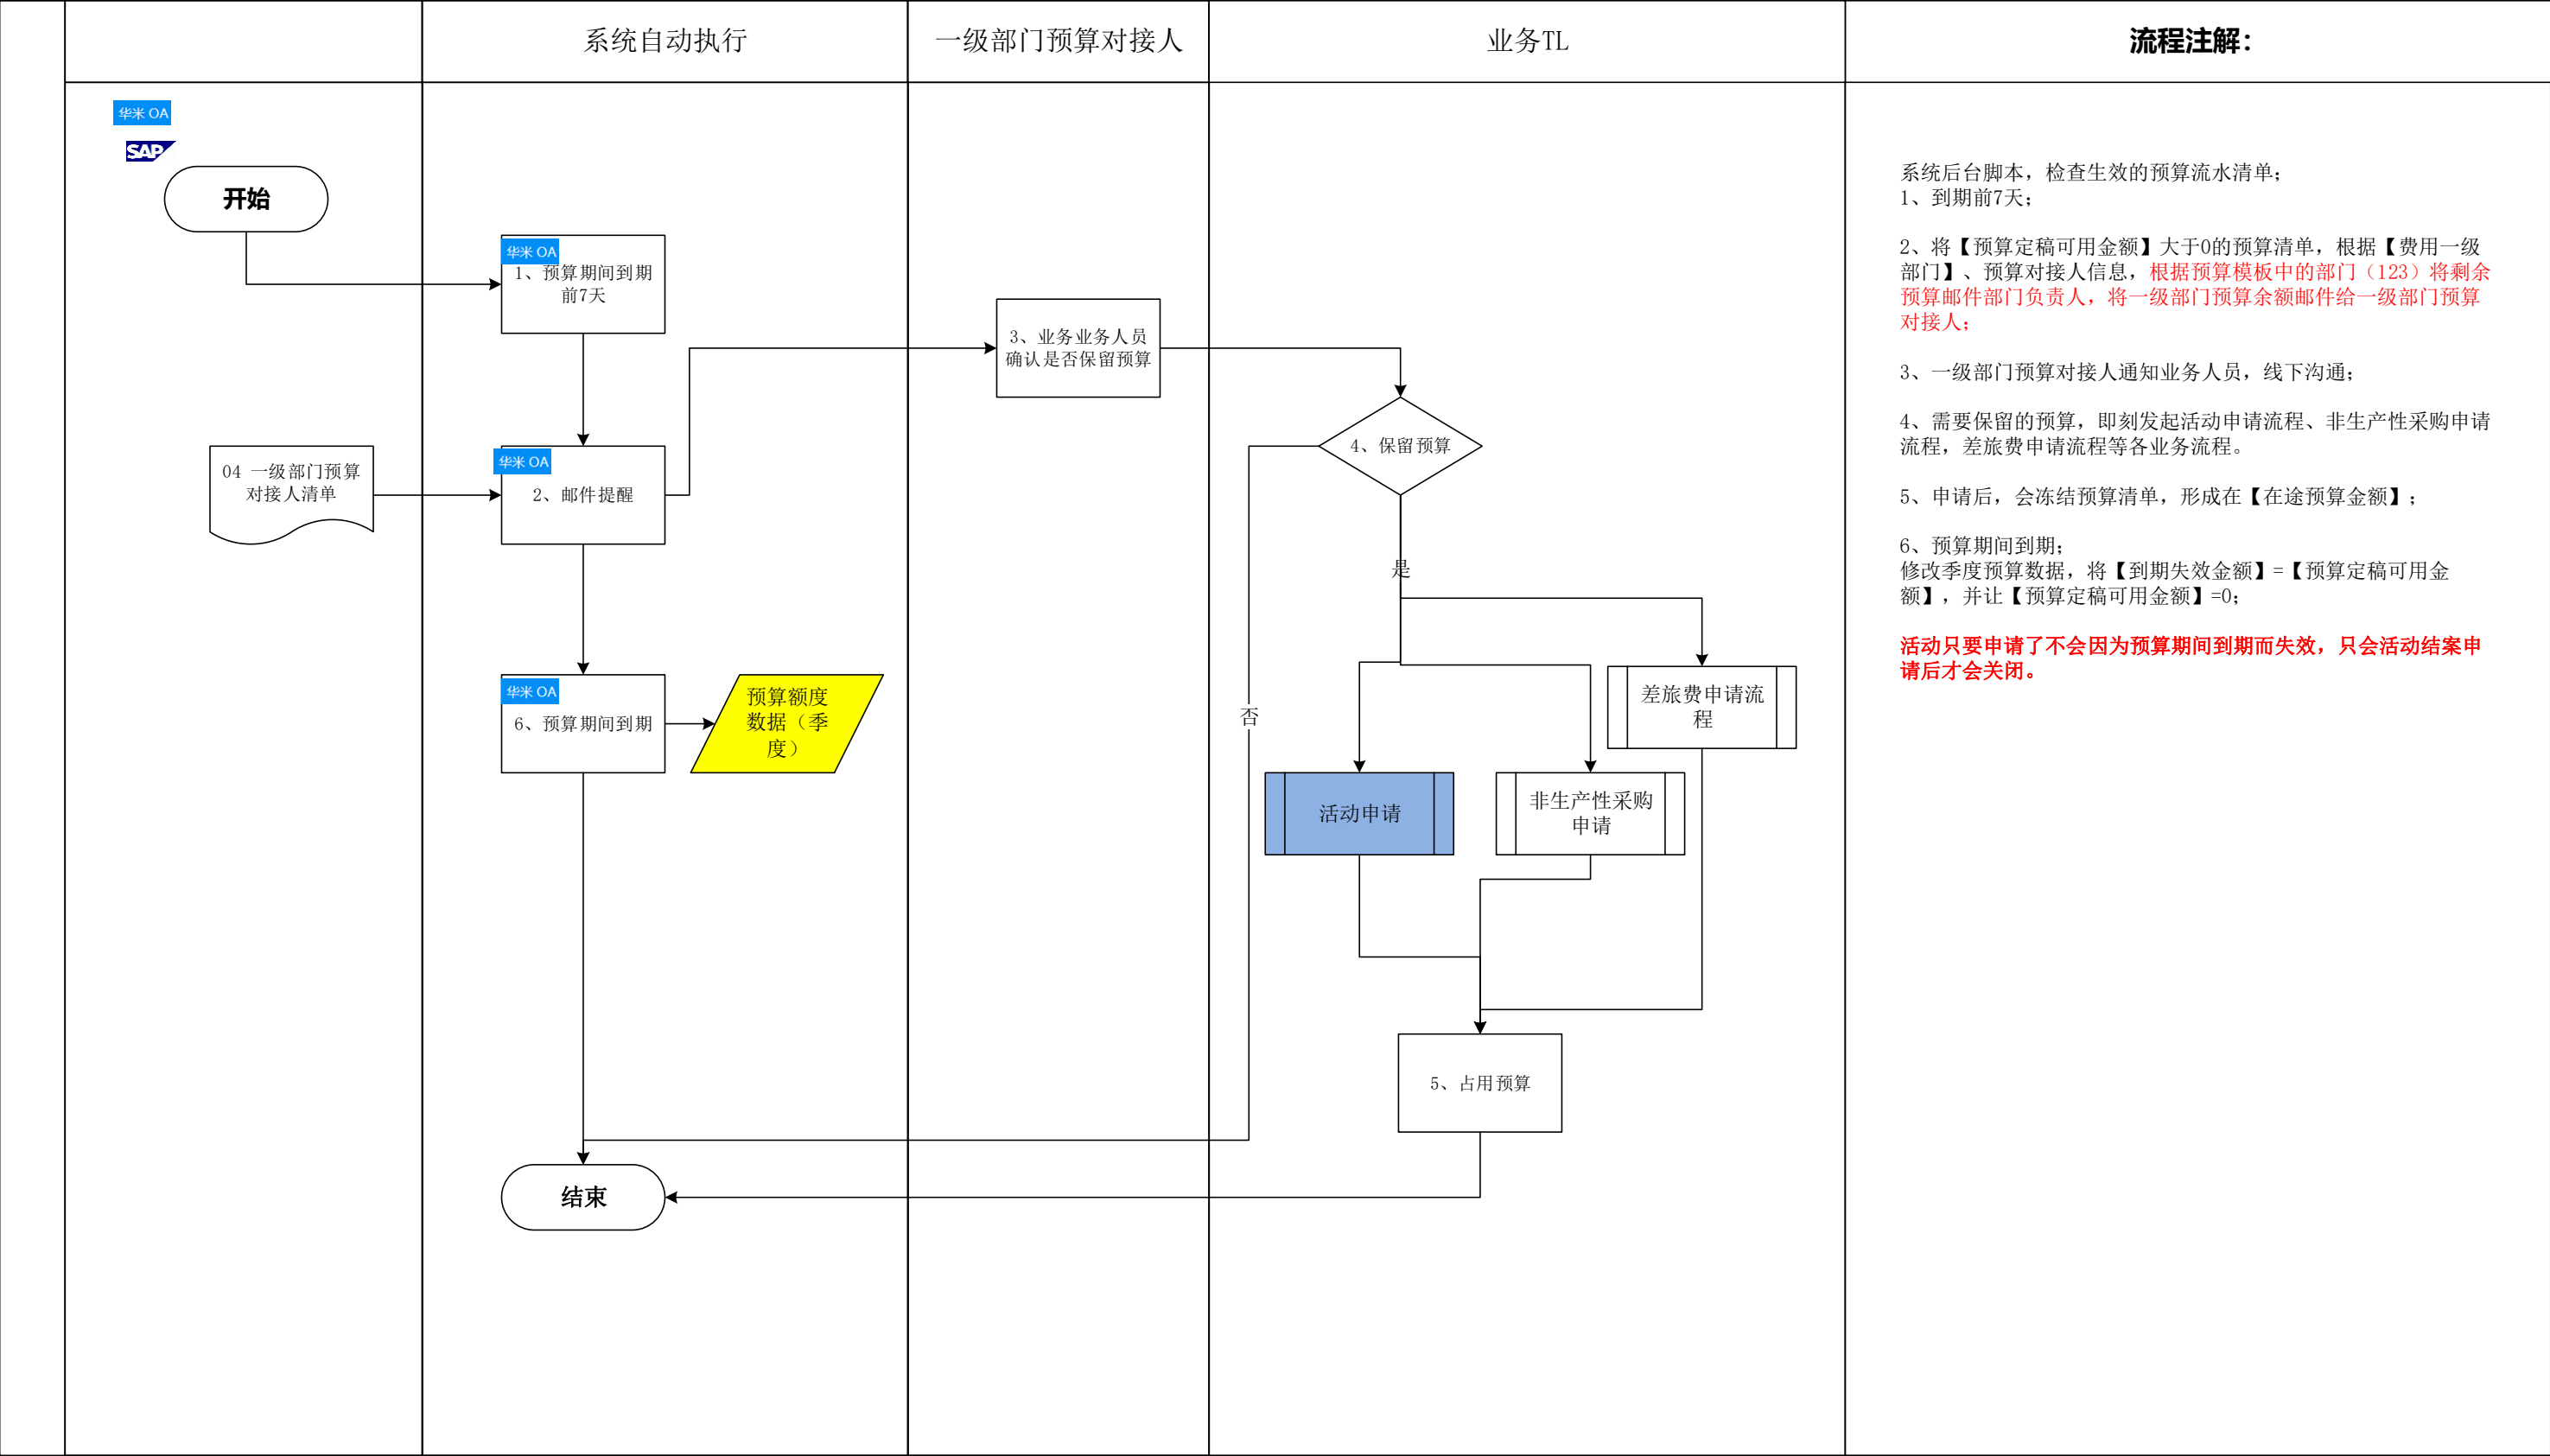 系统自动执行
一级部门预算对接人
业务TL
流程注解：
华米 OA
SAP
开始
华米 OA
1、预算期间到期
前7天
3、业务业务人员
确认是否保留预算
4、保留预算
04 一级部门预算
对接人清单
华米 OA
2、邮件提醒
是
否
华米 OA
6、预算期间到期
预算额度
数据（季
度）
差旅费申请流
程
活动申请
非生产性采购
申请
5、占用预算
结束
系统后台脚本，检查生效的预算流水清单；
1、到期前7天；
2、将【预算定稿可用金额】大于0的预算清单，根据【费用一级
部门】、预算对接人信息，根据预算模板中的部门（123）将剩余
预算邮件部门负责人，将一级部门预算余额邮件给一级部门预算
对接人；
3、一级部门预算对接人通知业务人员，线下沟通；
4、需要保留的预算，即刻发起活动申请流程、非生产性采购申请
流程，差旅费申请流程等各业务流程。
5、申请后，会冻结预算清单，形成在【在途预算金额】；
6、预算期间到期；
修改季度预算数据，将【到期失效金额】=【预算定稿可用金
额】，并让【预算定稿可用金额】=0；
活动只要申请了不会因为预算期间到期而失效，只会活动结案申
请后才会关闭。